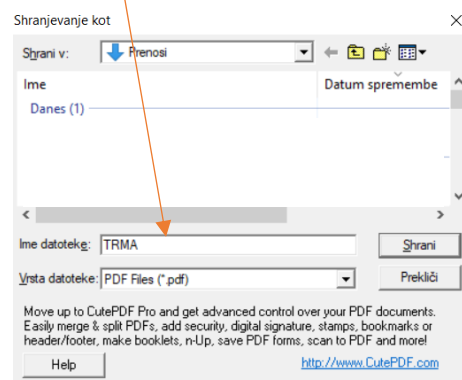 Shranjevanje kot
Shrani v: Prenosi
Ime Datum spremembe
Danes (1)
Ime datoteke: TRMA Shrani
Vrsta datoteke: PDF Files (*.pdf) Prekliči
Move up to CutePDF Pro and get advanced control over your PDF documents.
Easily merge & split PDFs, add security, digital signature, stamps, bookmarks or
header/footer, make booklets, n-Up, save PDF forms, scan to PDF and more!
Help http://www.CutePDF.com